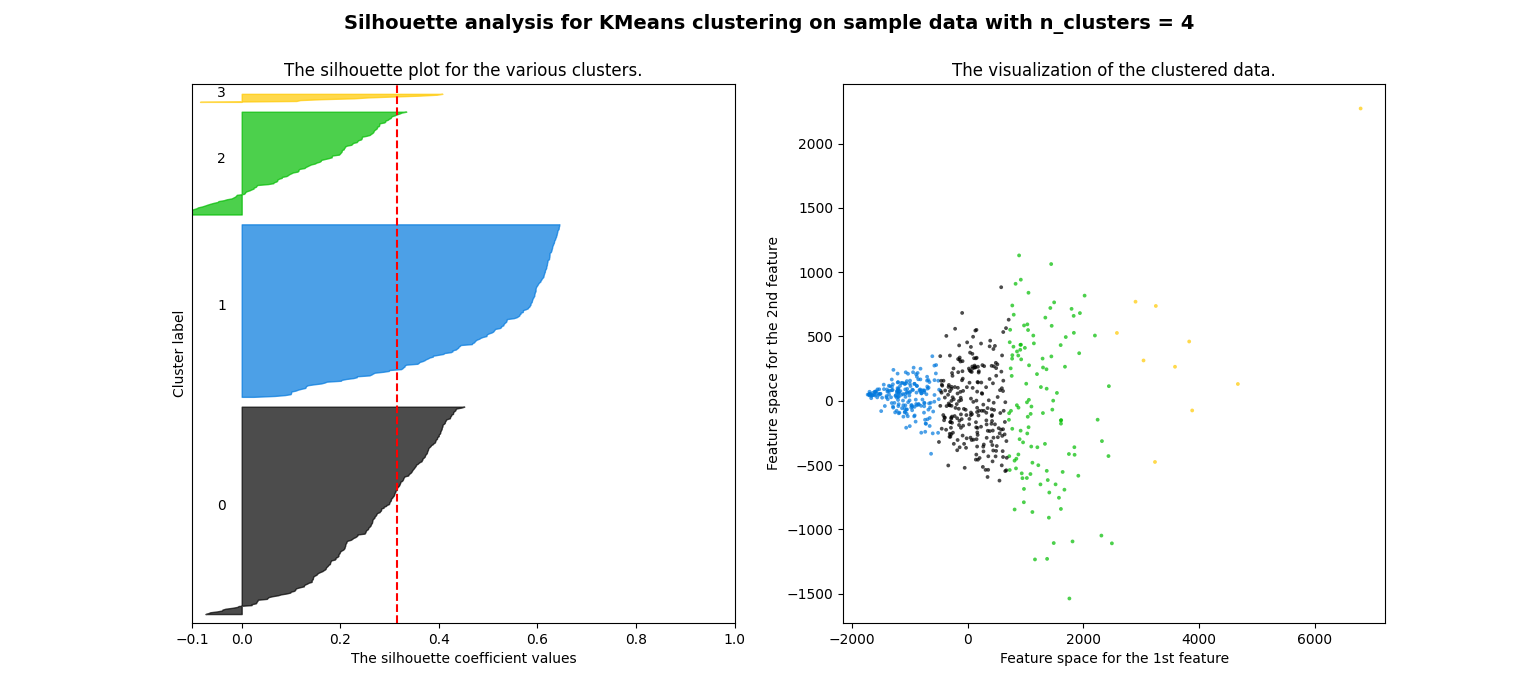 Silhouette analysis for KMeans clustering on sample data with n_clusters = 4
The silhouette plot for the various clusters.
3
2
1
0
Cluster label
−0.1 0.0 0.2 0.4 0.6 0.8 1.0
The silhouette coefficient values
The visualization of the clustered data.
2000
1500
1000
500
0
−500
−1000
−1500
Feature space for the 2nd feature
−2000 0 2000 4000 6000
Feature space for the 1st feature